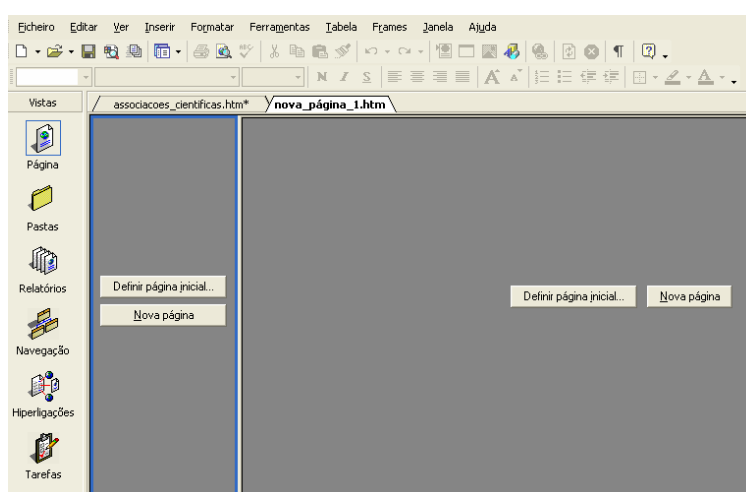 Ficheiro Editar Ver Inserir Formatar Ferramentas Tabela Frames Janela Ajuda
N I S A A A
Vistas associacoes_cientificas.htm* nova_página_1.htm
Página
Pastas
Relatórios
Navegação
Hiperligações
Tarefas
Definir página inicial...
Nova página
Definir página inicial... Nova página